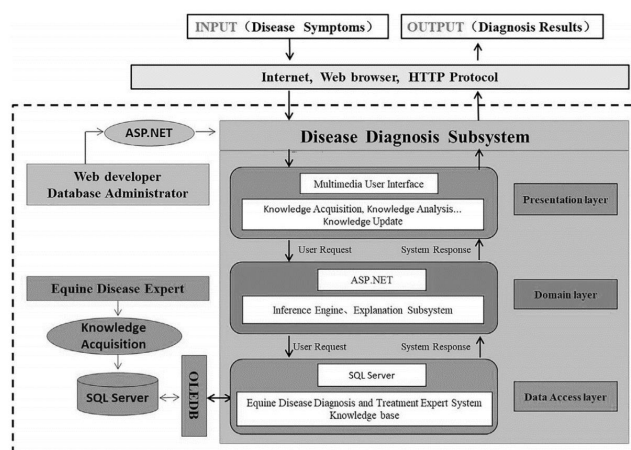 INPUT（Disease Symptoms）
OUTPUT（Diagnosis Results）
Internet, Web browser, HTTP Protocol
ASP.NET
Web developer
Database Administrator
Disease Diagnosis Subsystem
Multimedia User Interface
Knowledge Acquisition, Knowledge Analysis...
Knowledge Update
Presentation layer
User Request
System Response
ASP.NET
Inference Engine、Explanation Subsystem
Domain layer
User Request
System Response
Equine Disease Expert
Knowledge
Acquisition
SQL Server
OLEDB
SQL Server
Equine Disease Diagnosis and Treatment Expert System
Knowledge base
Data Access layer